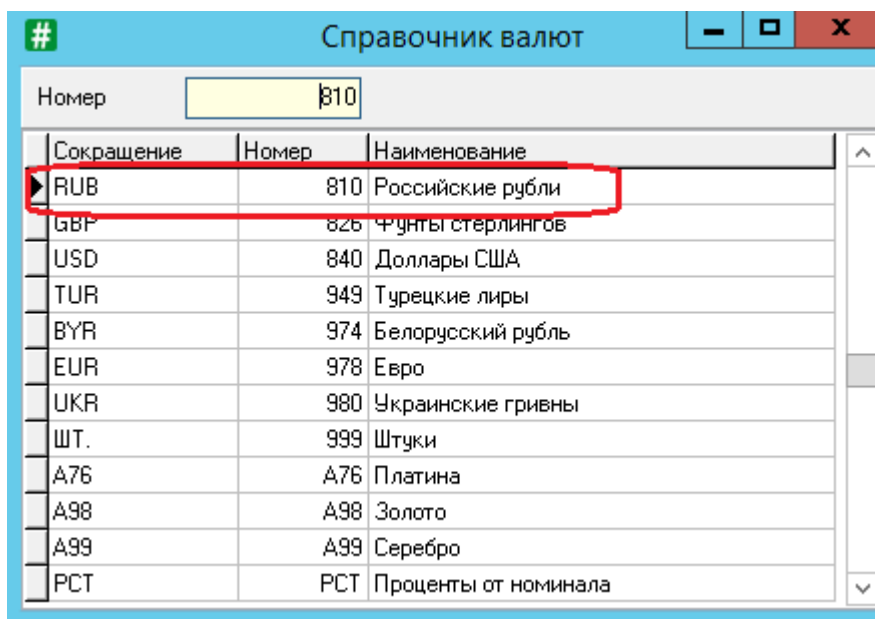 Справочник валют
Номер 810
Сокращение Номер Наименование
RUB 810 Российские рубли
GBP 826 Фунты стерлингов
USD 840 Доллары США
TUR 949 Турецкие лиры
BYR 974 Белорусский рубль
EUR 978 Евро
UKR 980 Украинские гривны
ШТ. 999 Штуки
A76 A76 Платина
A98 A98 Золото
A99 A99 Серебро
PCT PCT Проценты от номинала